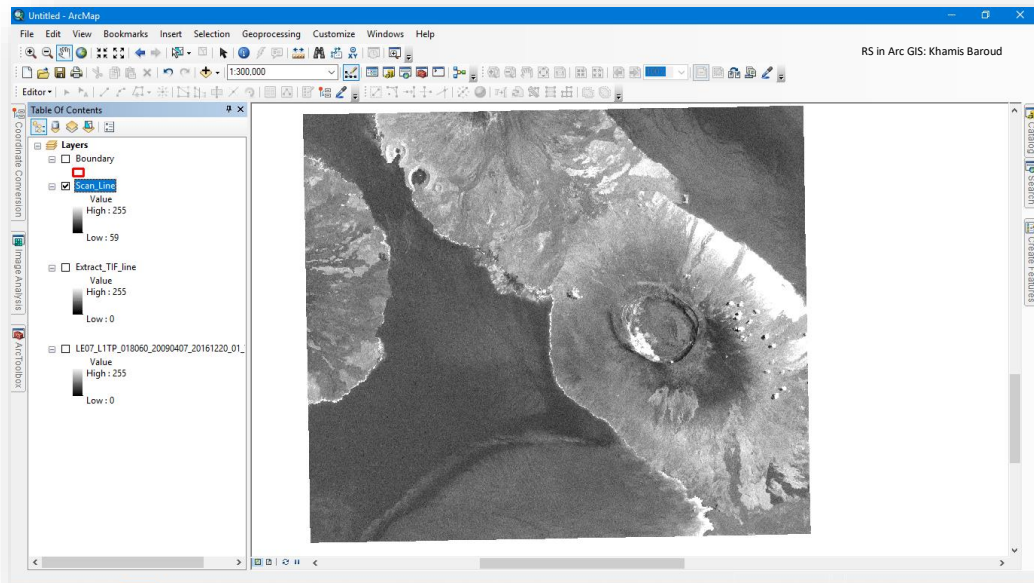 Untitled - ArcMap
File Edit View Bookmarks Insert Selection Geoprocessing Customize Windows Help
RS in Arc GIS: Khamis Baroud
1:300,000
Editor
Table Of Contents
Layers
Boundary
Scan_Line
Value
High : 255
Low : 59
Extract_TIF_line
Value
High : 255
Low : 0
LE07_L1TP_018060_20090407_20161220_01_
Value
High : 255
Low : 0
Coordinate Conversion
Image Analysis
ArcToolbox
Catalog
Search
Create Features